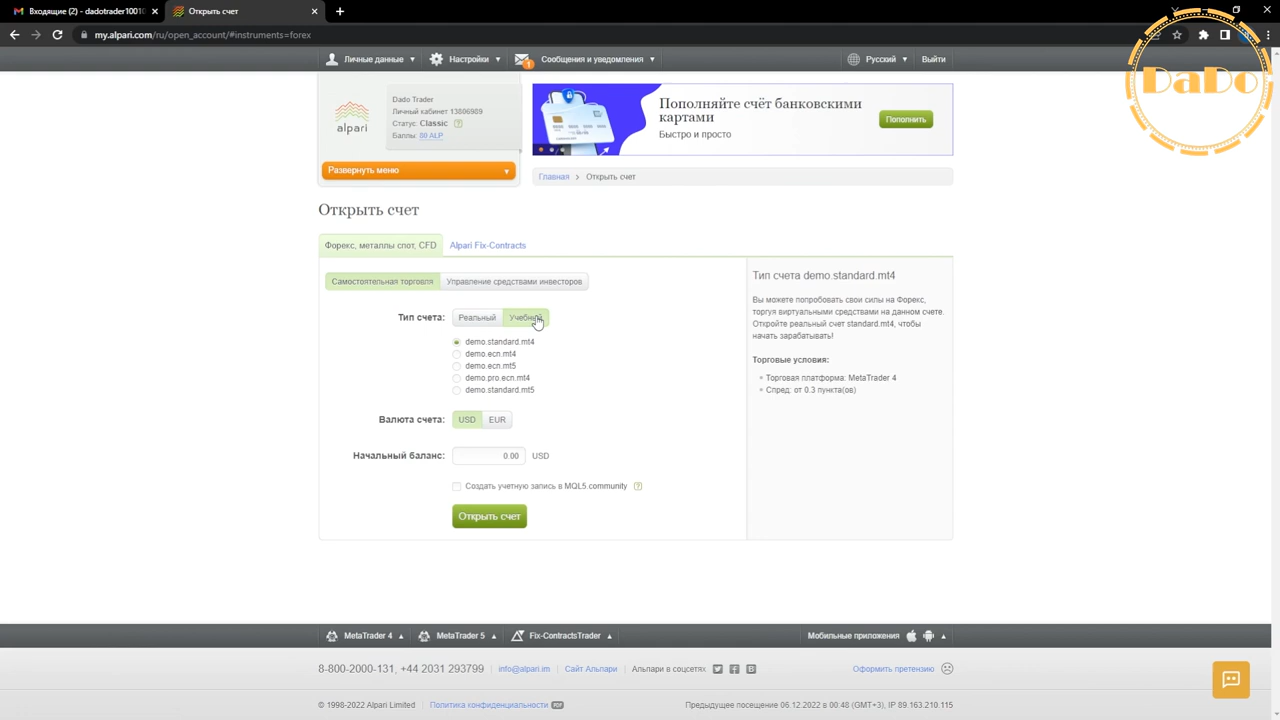 Входящие (2) - dadotrader1001
Открыть счет
my.alpari.com/ru/open_account/#instruments=forex
Личные данные
Настройки
1
Сообщения и уведомления
Русский
Выйти
DaDo
alpari
Dado Trader
Личный кабинет 13806989
Статус: Classic ?
Баллы: 80 ALP
Развернуть меню
Пополняйте счёт банковскими картами
Быстро и просто
Пополнить
Главная > Открыть счет
Открыть счет
Форекс, металлы спот, CFD
Alpari Fix-Contracts
Самостоятельная торговля
Управление средствами инвесторов
Тип счета:
Реальный
Учебный
demo.standard.mt4
demo.ecn.mt4
demo.ecn.mt5
demo.pro.ecn.mt4
demo.standard.mt5
Валюта счета:
USD
EUR
Начальный баланс:
0.00
USD
Создать учетную запись в MQL5.community ?
Открыть счет
Тип счета demo.standard.mt4
Вы можете попробовать свои силы на Форекс,
торгуя виртуальными средствами на данном счете.
Откройте реальный счет standard.mt4, чтобы
начать зарабатывать!
Торговые условия:
Торговая платформа: MetaTrader 4
Спред: от 0.3 пункта(ов)
MetaTrader 4
MetaTrader 5
Fix-ContractsTrader
Мобильные приложения
8-800-2000-131, +44 2031 293799
info@alpari.im
Сайт Альпари
Альпари в соцсетях
Оформить претензию
© 1998-2022 Alpari Limited
Политика конфиденциальности PDF
Предыдущее посещение 06.12.2022 в 00:48 (GMT+3), IP 89.163.210.115